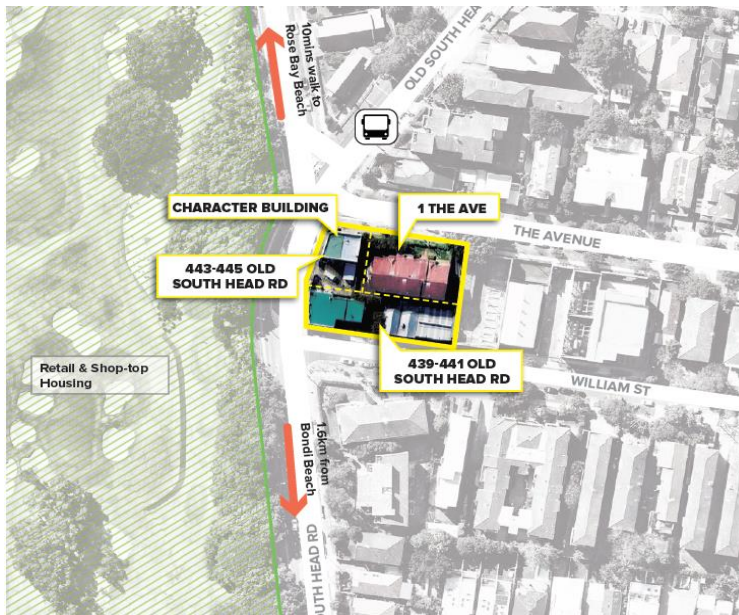 10mins walk to
Rose Bay Beach
OLD SOUTH HEA
CHARACTER BUILDING
1 THE AVE
THE AVENUE
443-445 OLD
SOUTH HEAD RD
439-441 OLD
SOUTH HEAD RD
Retail & Shop-top
Housing
WILLIAM ST
1.6km from
Bondi Beach
UTH HEAD RD